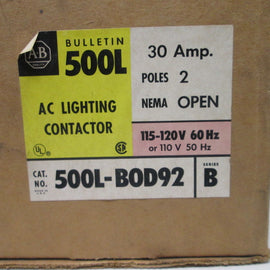 AB
BULLETIN
500L
AC LIGHTING
CONTACTOR
30 Amp.
POLES 2
NEMA OPEN
115-120V 60 Hz
or 110 V 50 Hz
UL
CAT. NO. 500L-BOD92
SERIES B